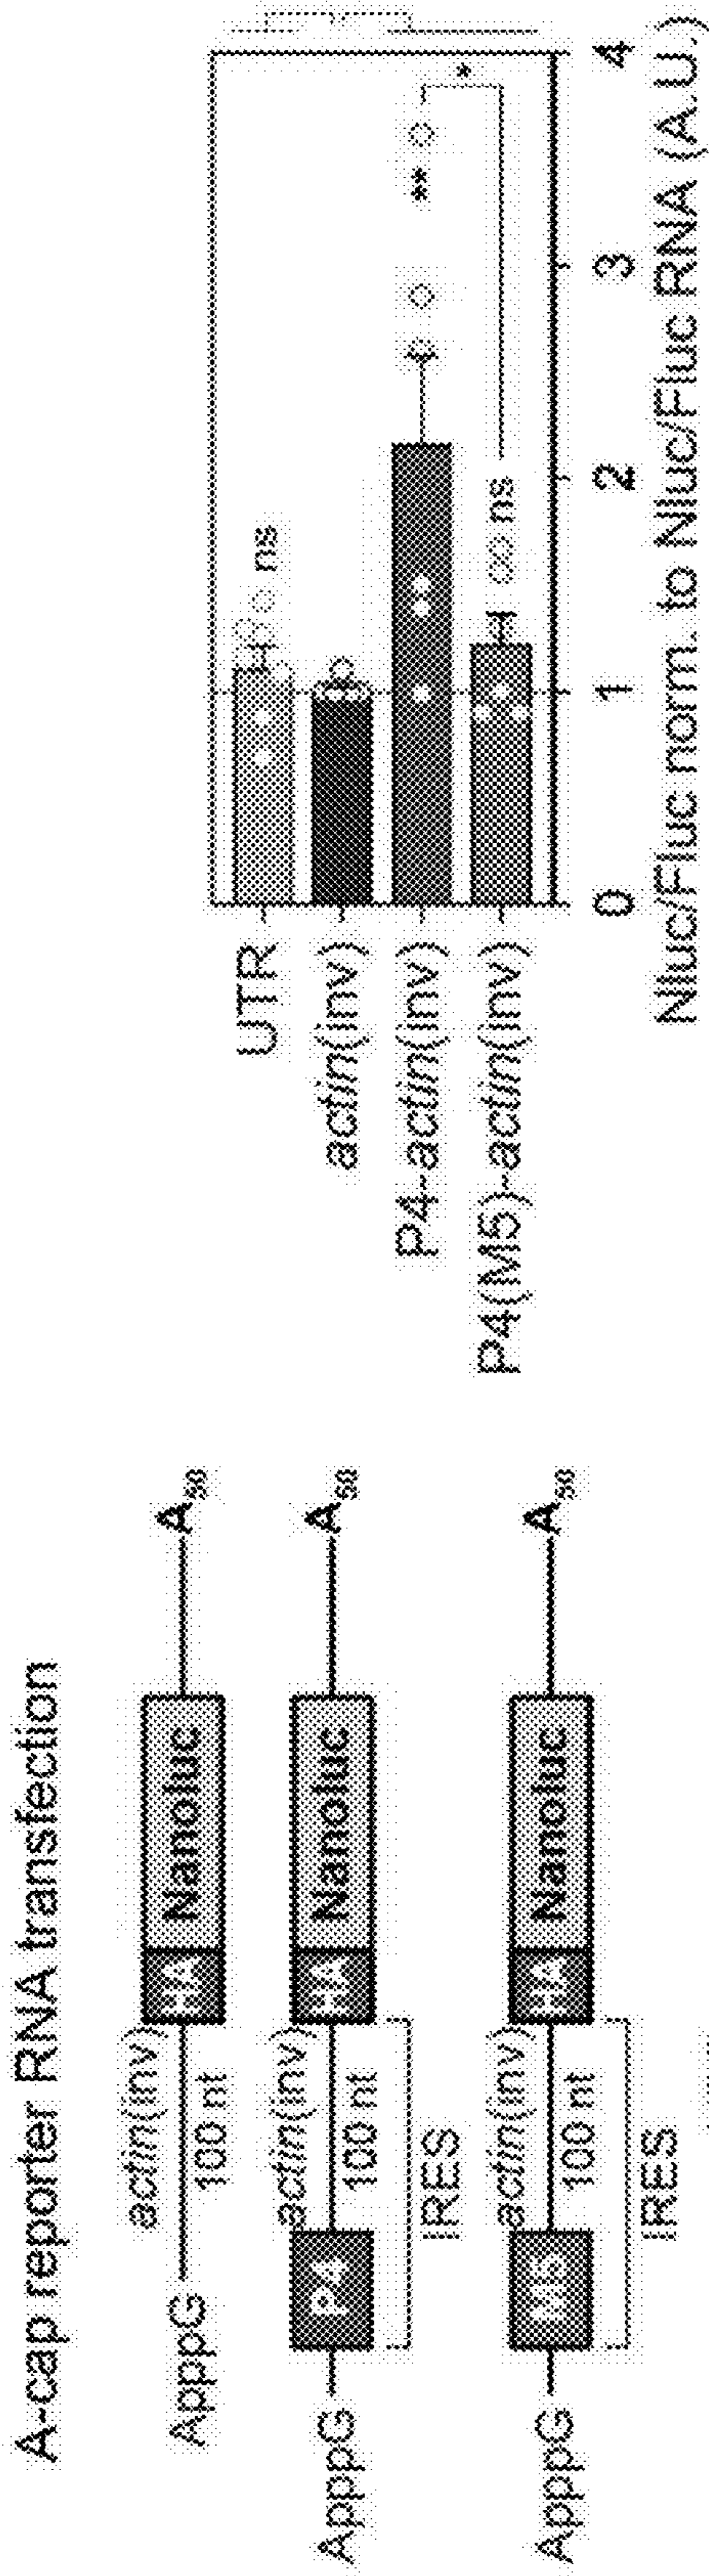 A-cap reporter RNA transfection
actin(inv)
ApppG
100 nt
HA
Nanoluc
A50
actin(inv)
ApppG
P4
100 nt
HA
Nanoluc
A50
IRES
actin(inv)
ApppG
M5
100 nt
HA
Nanoluc
A50
IRES
UTR
ns
actin(inv)
P4-actin(inv)
**
*
P4(M5)-actin(inv)
ns
0 1 2 3 4
Nluc/Fluc norm. to Nluc/Fluc RNA (A.U.)